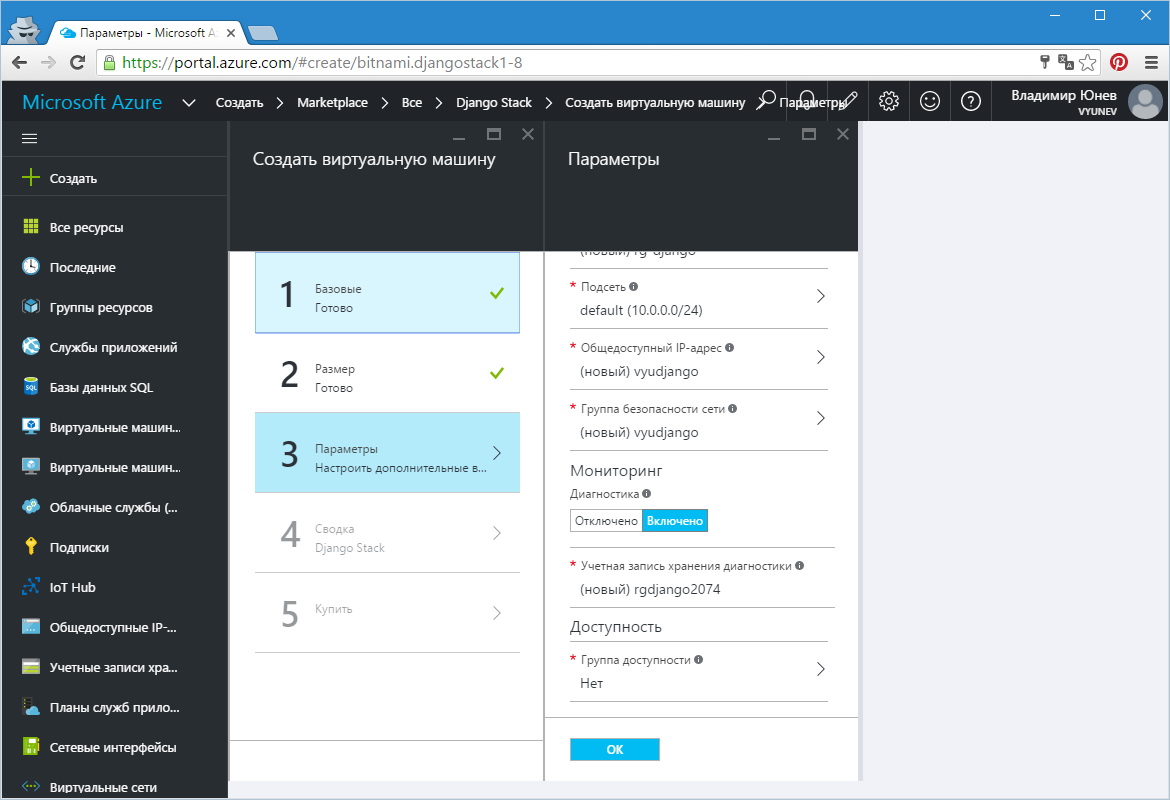 Параметры - Microsoft A
https://portal.azure.com/#create/bitnami.djangostack1-8
Microsoft Azure
Создать
Marketplace
Все
Django Stack
Создать виртуальную машину
Параметры
Владимир Юнев
VYUNEV
Создать
Все ресурсы
Последние
Группы ресурсов
Службы приложений
Базы данных SQL
SQL
Виртуальные машин...
Виртуальные машин...
Облачные службы (...
Подписки
IoT Hub
Общедоступные IP-...
Учетные записи хра...
Планы служб прило...
Сетевые интерфейсы
Виртуальные сети
Создать виртуальную машину
1
Базовые
Готово
2
Размер
Готово
3
Параметры
Настроить дополнительные в...
4
Сводка
Django Stack
5
Купить
Параметры
(новый) rg-django
* Подсеть
default (10.0.0.0/24)
* Общедоступный IP-адрес
(новый) vyudjango
* Группа безопасности сети
(новый) vyudjango
Мониторинг
Диагностика
Отключено Включено
* Учетная запись хранения диагностики
(новый) rgdjango2074
Доступность
* Группа доступности
Нет
OK